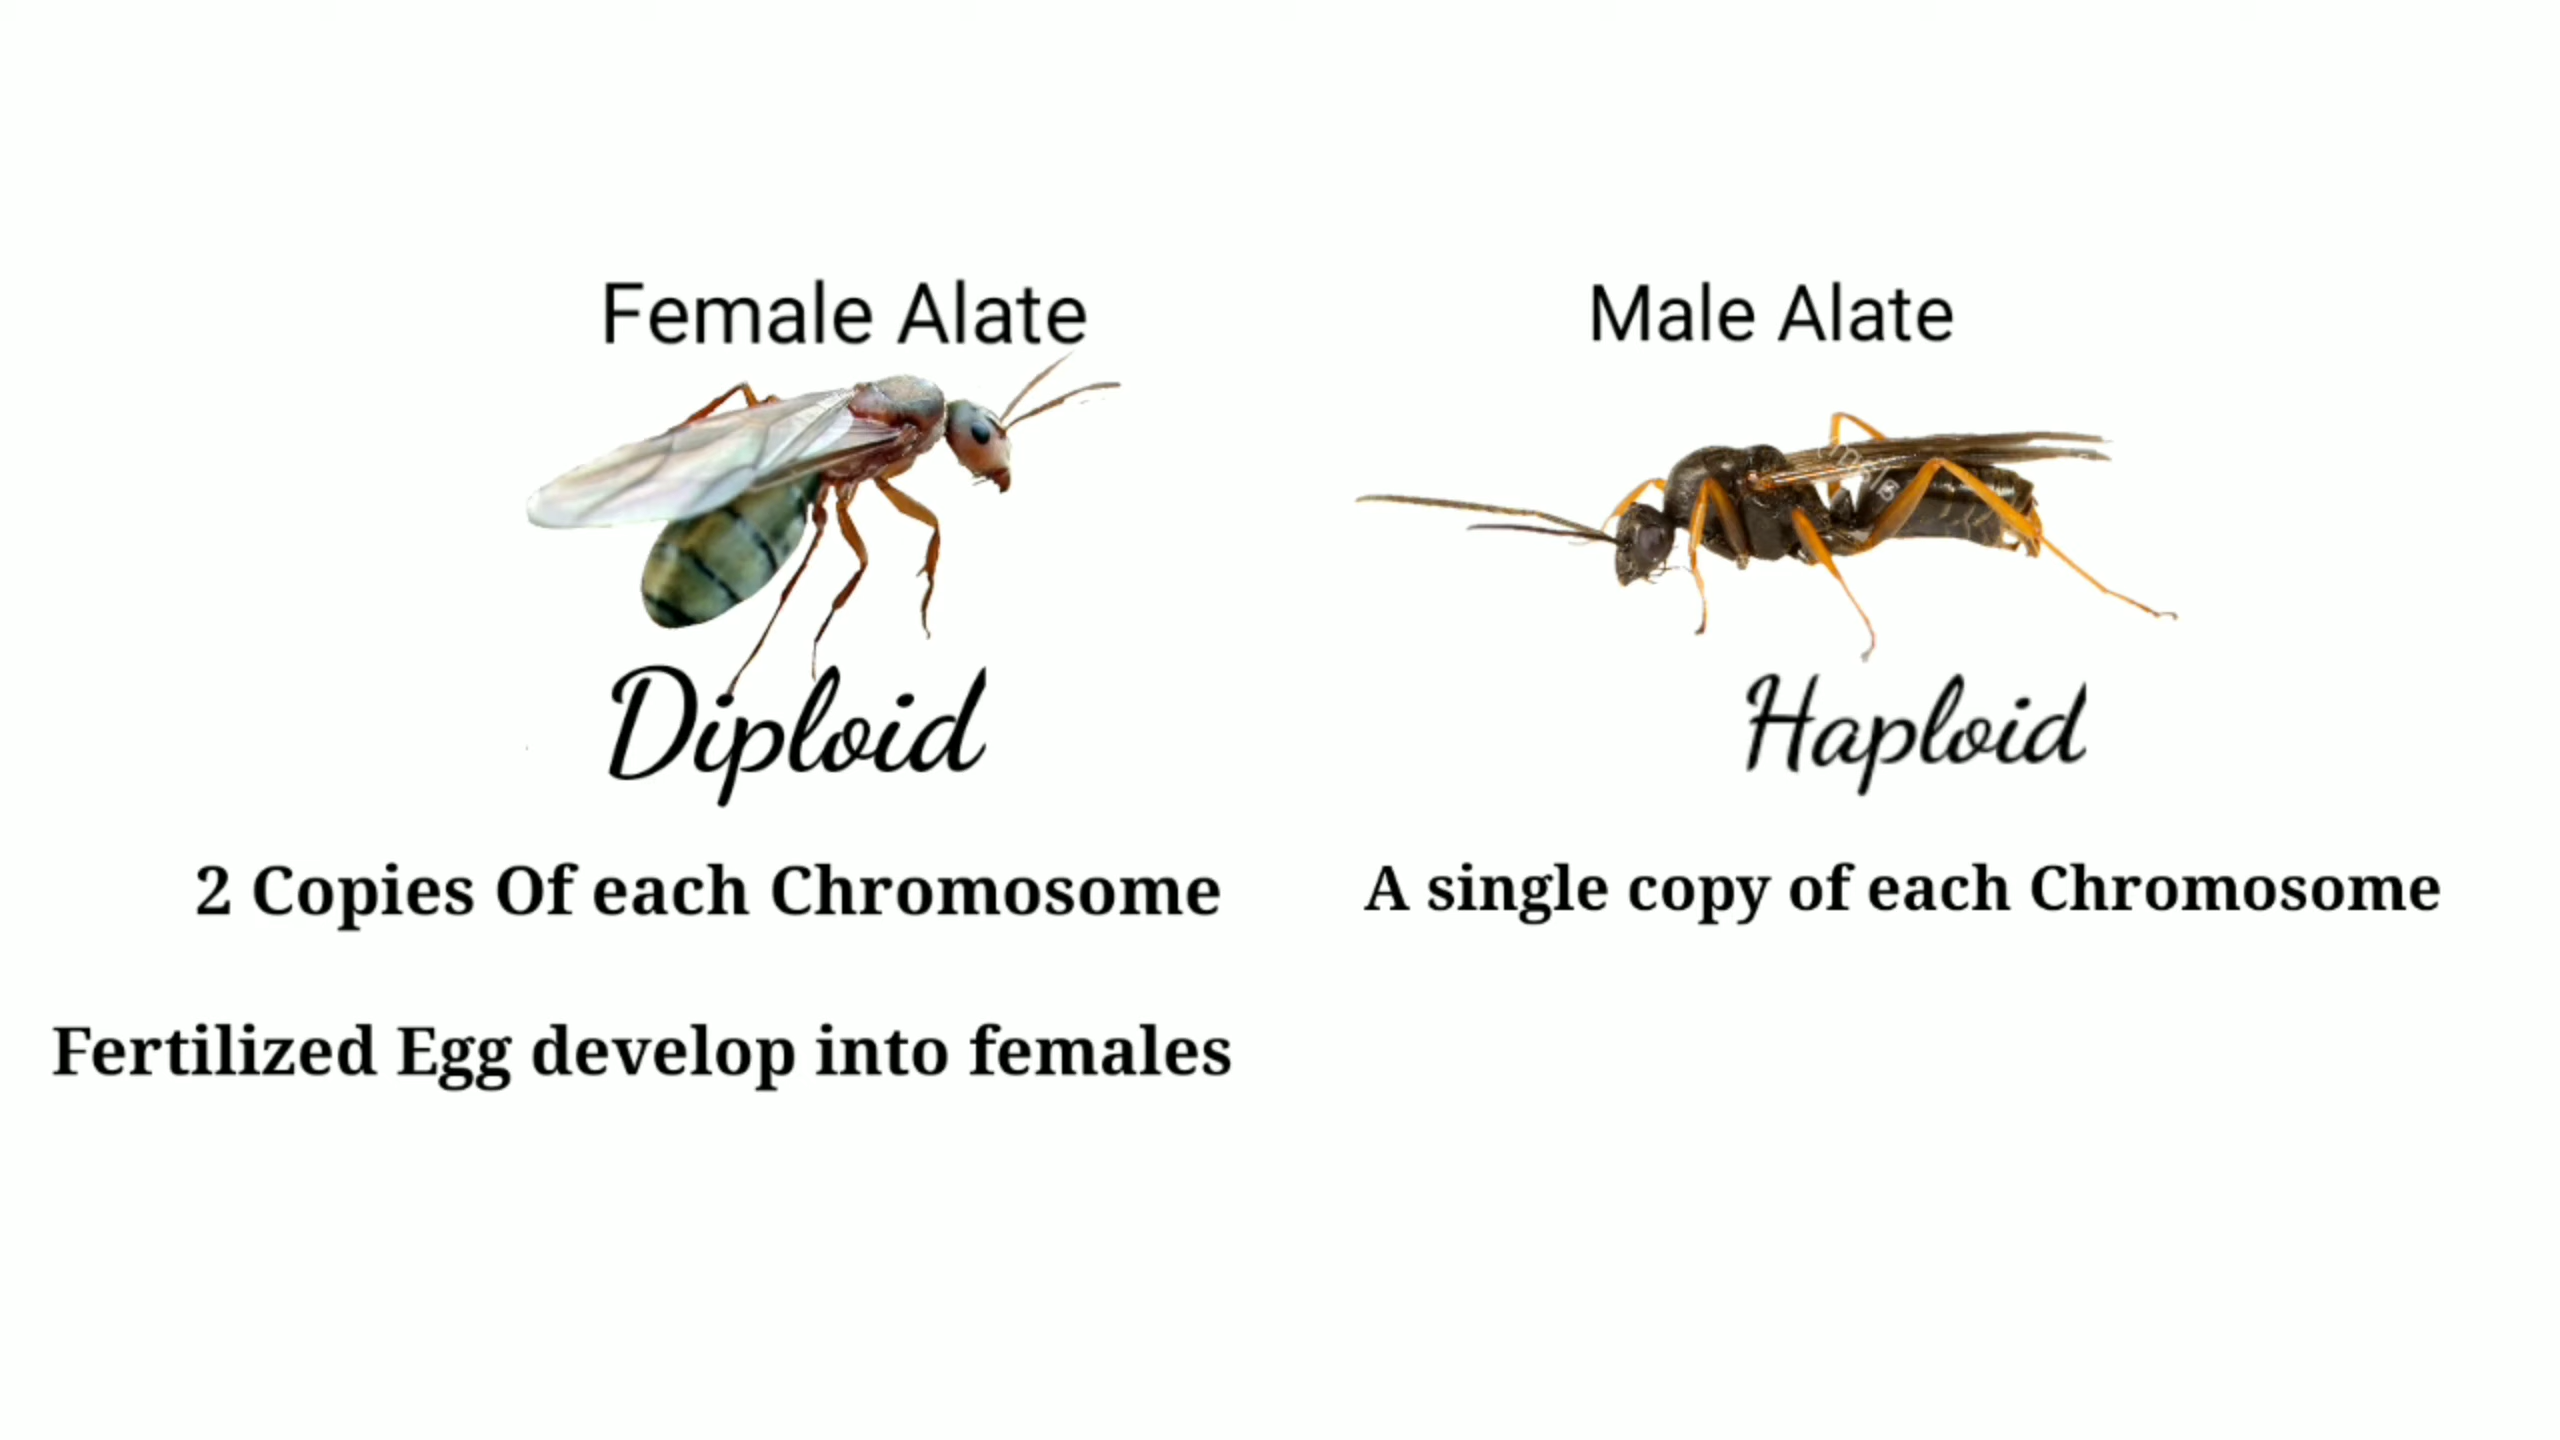 Female Alate
Male Alate
Diploid
Haploid
2 Copies Of each Chromosome
A single copy of each Chromosome
Fertilized Egg develop into females